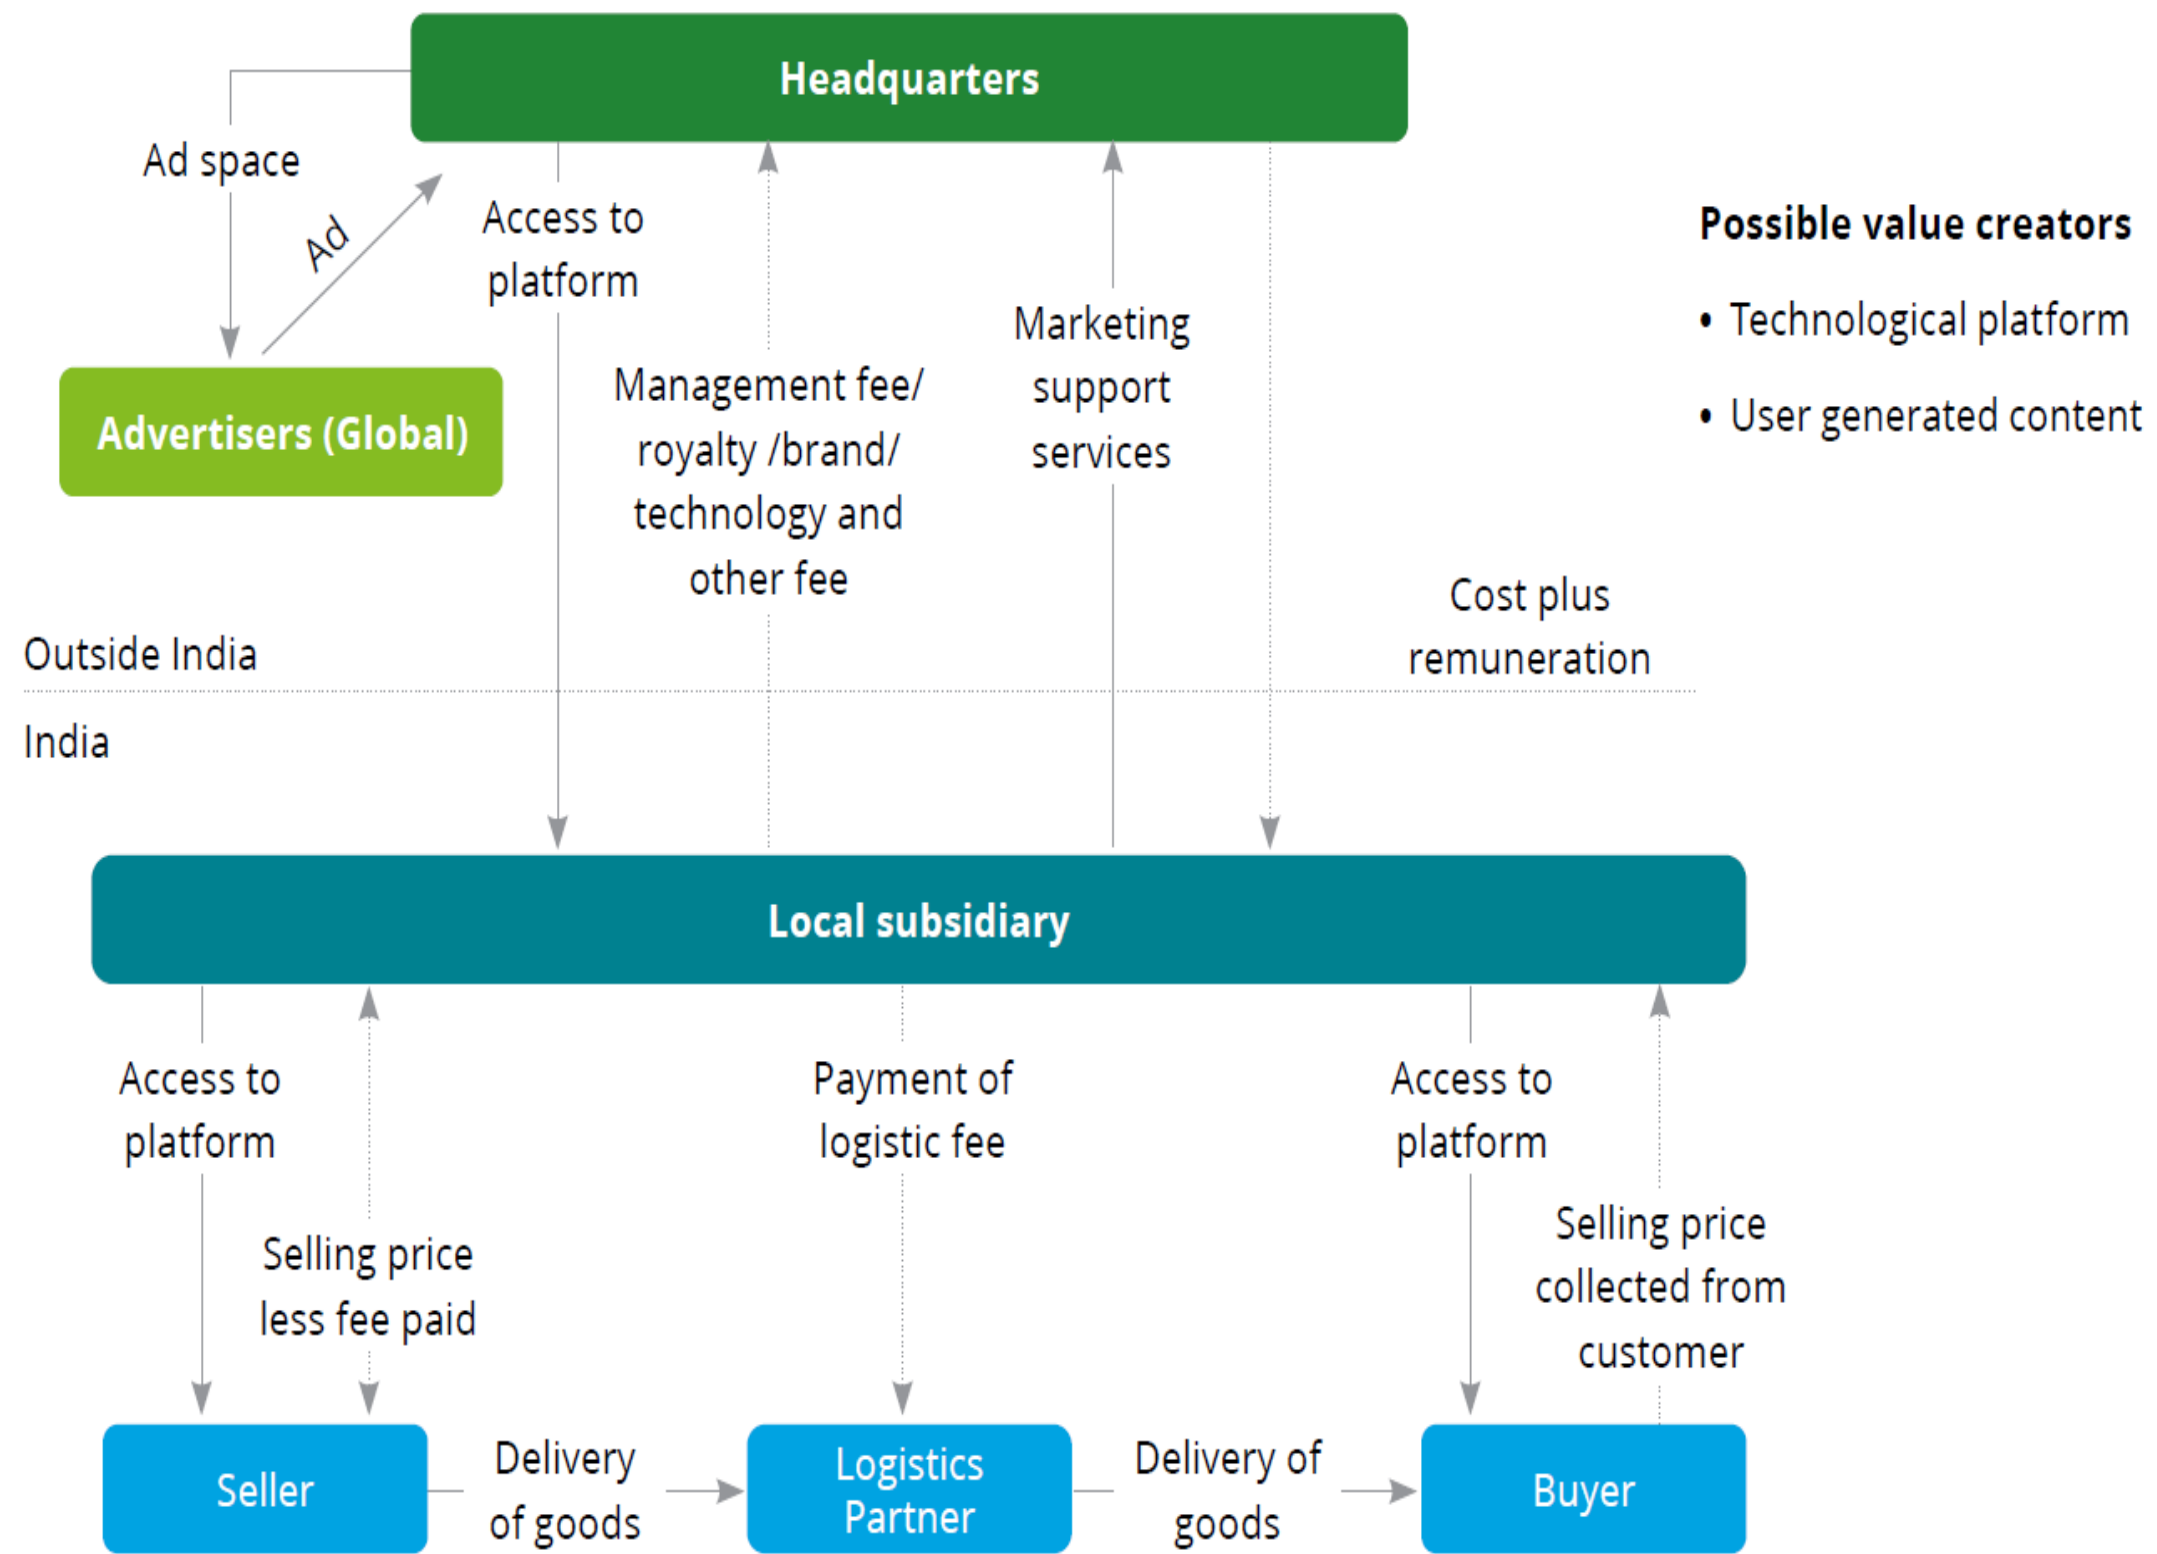 Headquarters
Ad space
Ad
Access to
platform
Possible value creators
• Technological platform
• User generated content
Marketing
support
services
Management fee/
royalty /brand/
technology and
other fee
Advertisers (Global)
Cost plus
remuneration
Outside India
India
Local subsidiary
Access to
platform
Selling price
less fee paid
Payment of
logistic fee
Access to
platform
Selling price
collected from
customer
Seller
Delivery
of goods
Logistics
Partner
Delivery of
goods
Buyer